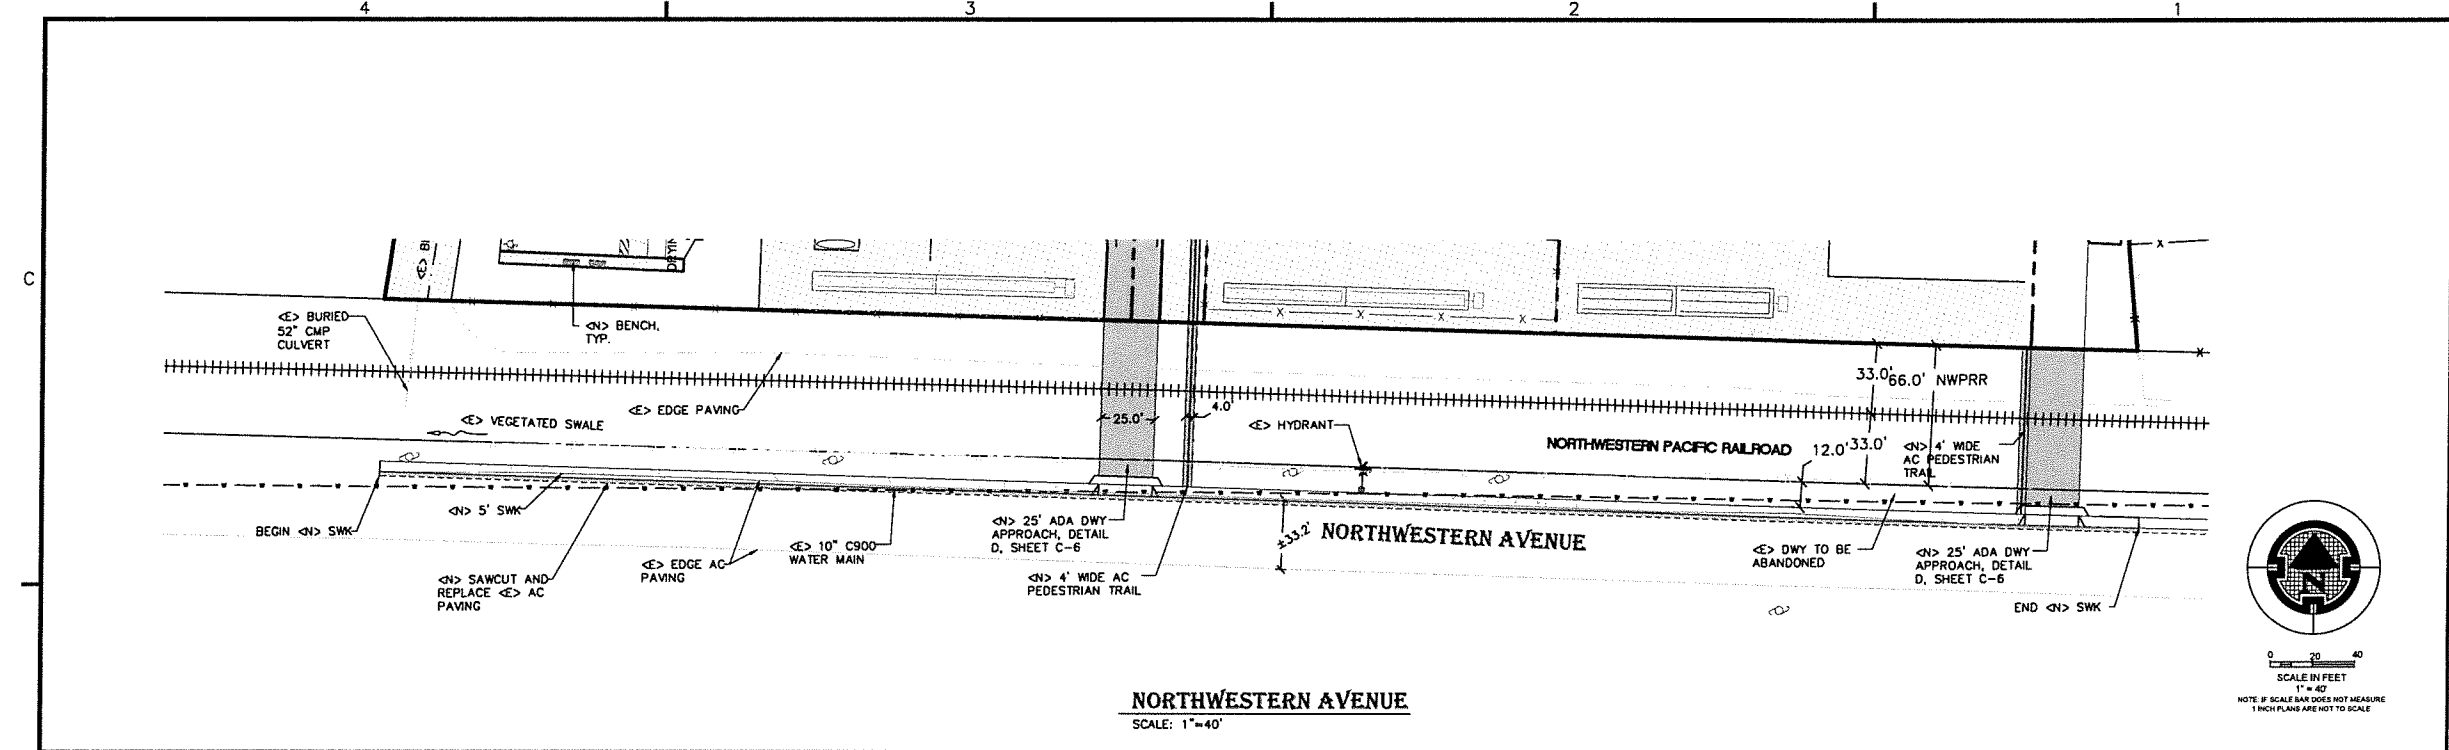 4
3
2
1
C
<E> B
DRYIN
<E> BURIED
52" CMP
CULVERT
<N> BENCH,
TYP.
<E> EDGE PAVING
<E> VEGETATED SWALE
25.0'
4.0'
<E> HYDRANT
33.0'
66.0' NWPRR
NORTHWESTERN PACIFIC RAILROAD
12.0'
33.0'
<N> 4' WIDE
AC PEDESTRIAN
TRAIL
BEGIN <N> SWK
<N> 5' SWK
<N> SAWCUT AND
REPLACE <E> AC
PAVING
<E> EDGE AC
PAVING
<E> 10" C900
WATER MAIN
<N> 25' ADA DWY
APPROACH, DETAIL
D, SHEET C-6
<N> 4' WIDE AC
PEDESTRIAN TRAIL
±33.2'
NORTHWESTERN AVENUE
<E> DWY TO BE
ABANDONED
<N> 25' ADA DWY
APPROACH, DETAIL
D, SHEET C-6
END <N> SWK
N
0 20 40
SCALE IN FEET
1" = 40'
NOTE: IF SCALE BAR DOES NOT MEASURE
1 INCH PLANS ARE NOT TO SCALE
NORTHWESTERN AVENUE
SCALE: 1"=40'